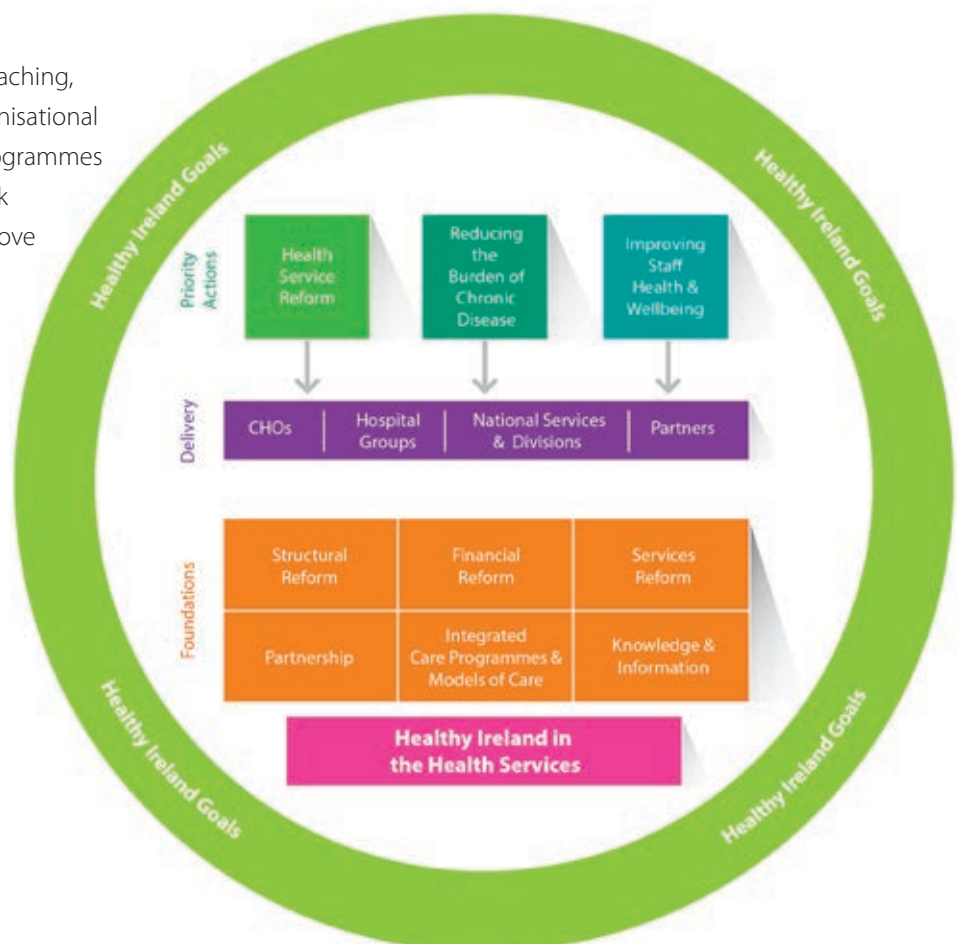 aching,
nisational
ogrammes
k
ove
Healthy Ireland Goals
Healthy Ireland Goals
Priority
Actions
Health
Service
Reform
Reducing
the
Burden of
Chronic
Disease
Improving
Staff
Health &
Wellbeing
Delivery
CHOs
Hospital
Groups
National Services
& Divisions
Partners
Foundations
Structural
Reform
Financial
Reform
Services
Reform
Partnership
Integrated
Care Programmes &
Models of Care
Knowledge &
Information
Healthy Ireland in
the Health Services
Healthy Ireland Goals
Healthy Ireland Goals